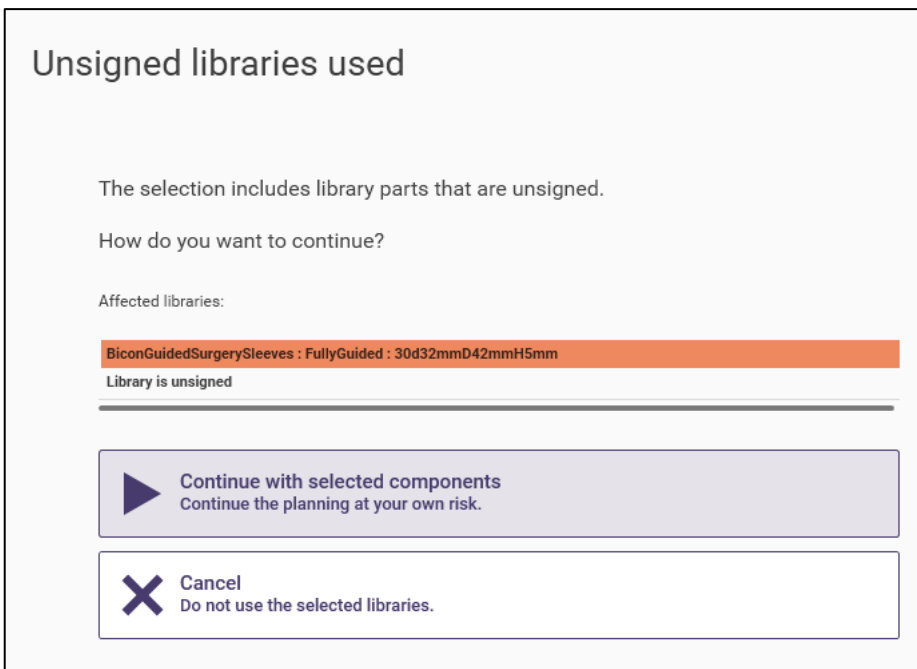 Unsigned libraries used
The selection includes library parts that are unsigned.
How do you want to continue?
Affected libraries:
BiconGuidedSurgerySleeves : FullyGuided : 30d32mmD42mmH5mm
Library is unsigned
Continue with selected components
Continue the planning at your own risk.
Cancel
Do not use the selected libraries.